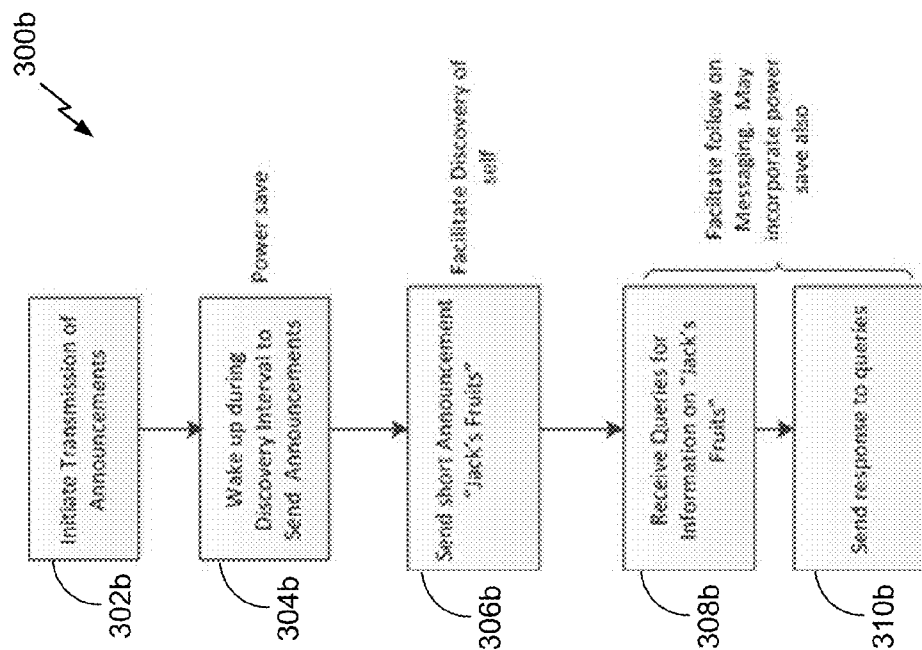 300b
Initiate Transmission of
Announcements
302b
Wake up during
Discovery Interval to
Send Announcements
304b
Power save
Send short Announcement
"Jack's Fruits"
306b
Facilitate Discovery of
self
Receive Queries for
Information on "Jack's
Fruits"
308b
Send response to queries
310b
Facilitate follow on
Messaging. May
incorporate power
save also